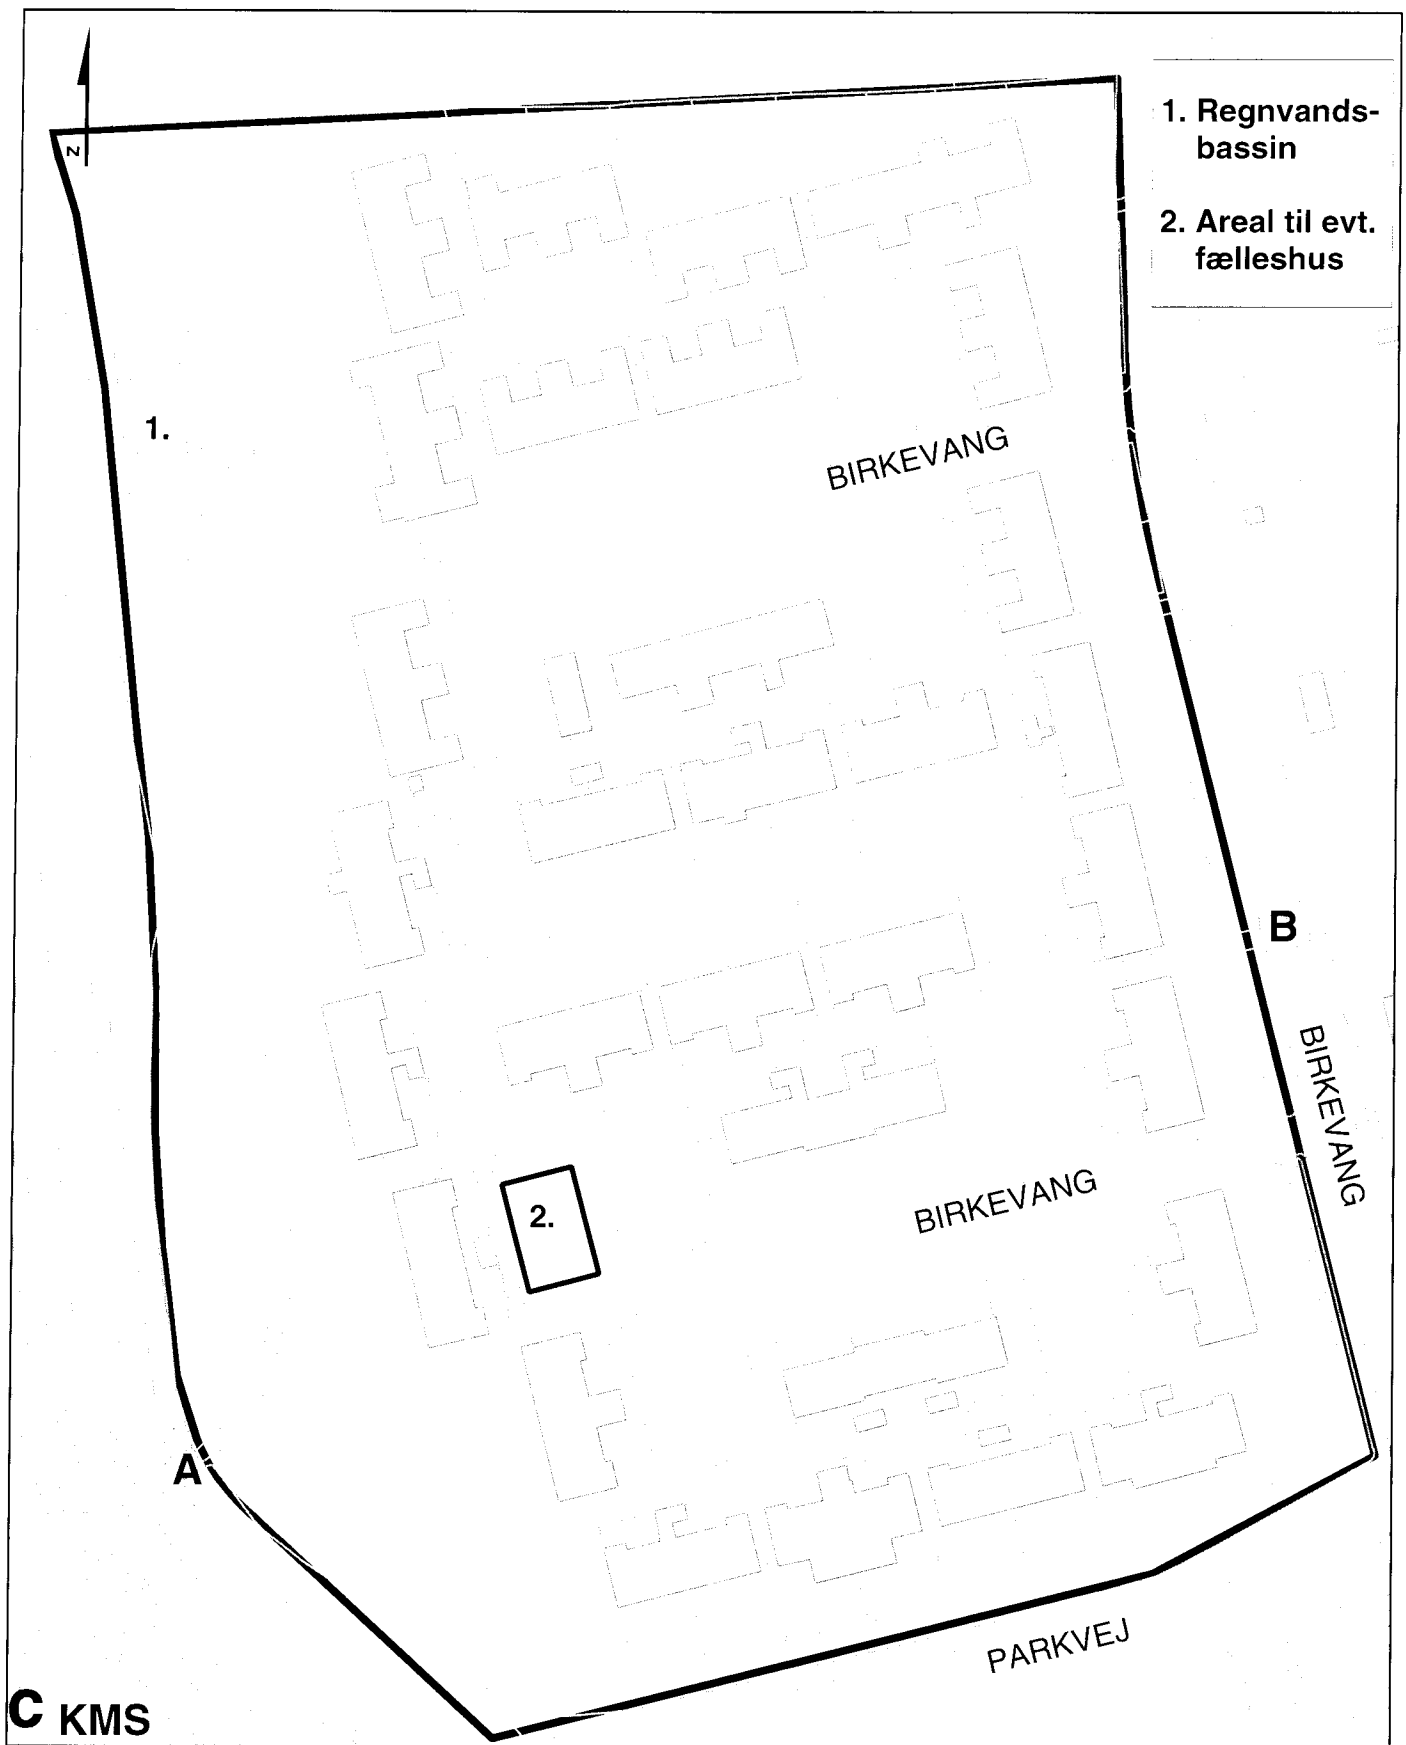 N
1. Regnvands-
bassin
2. Areal til evt.
fælleshus
1.
BIRKEVANG
B
BIRKEVANG
BIRKEVANG
2.
A
PARKVEJ
C KMS